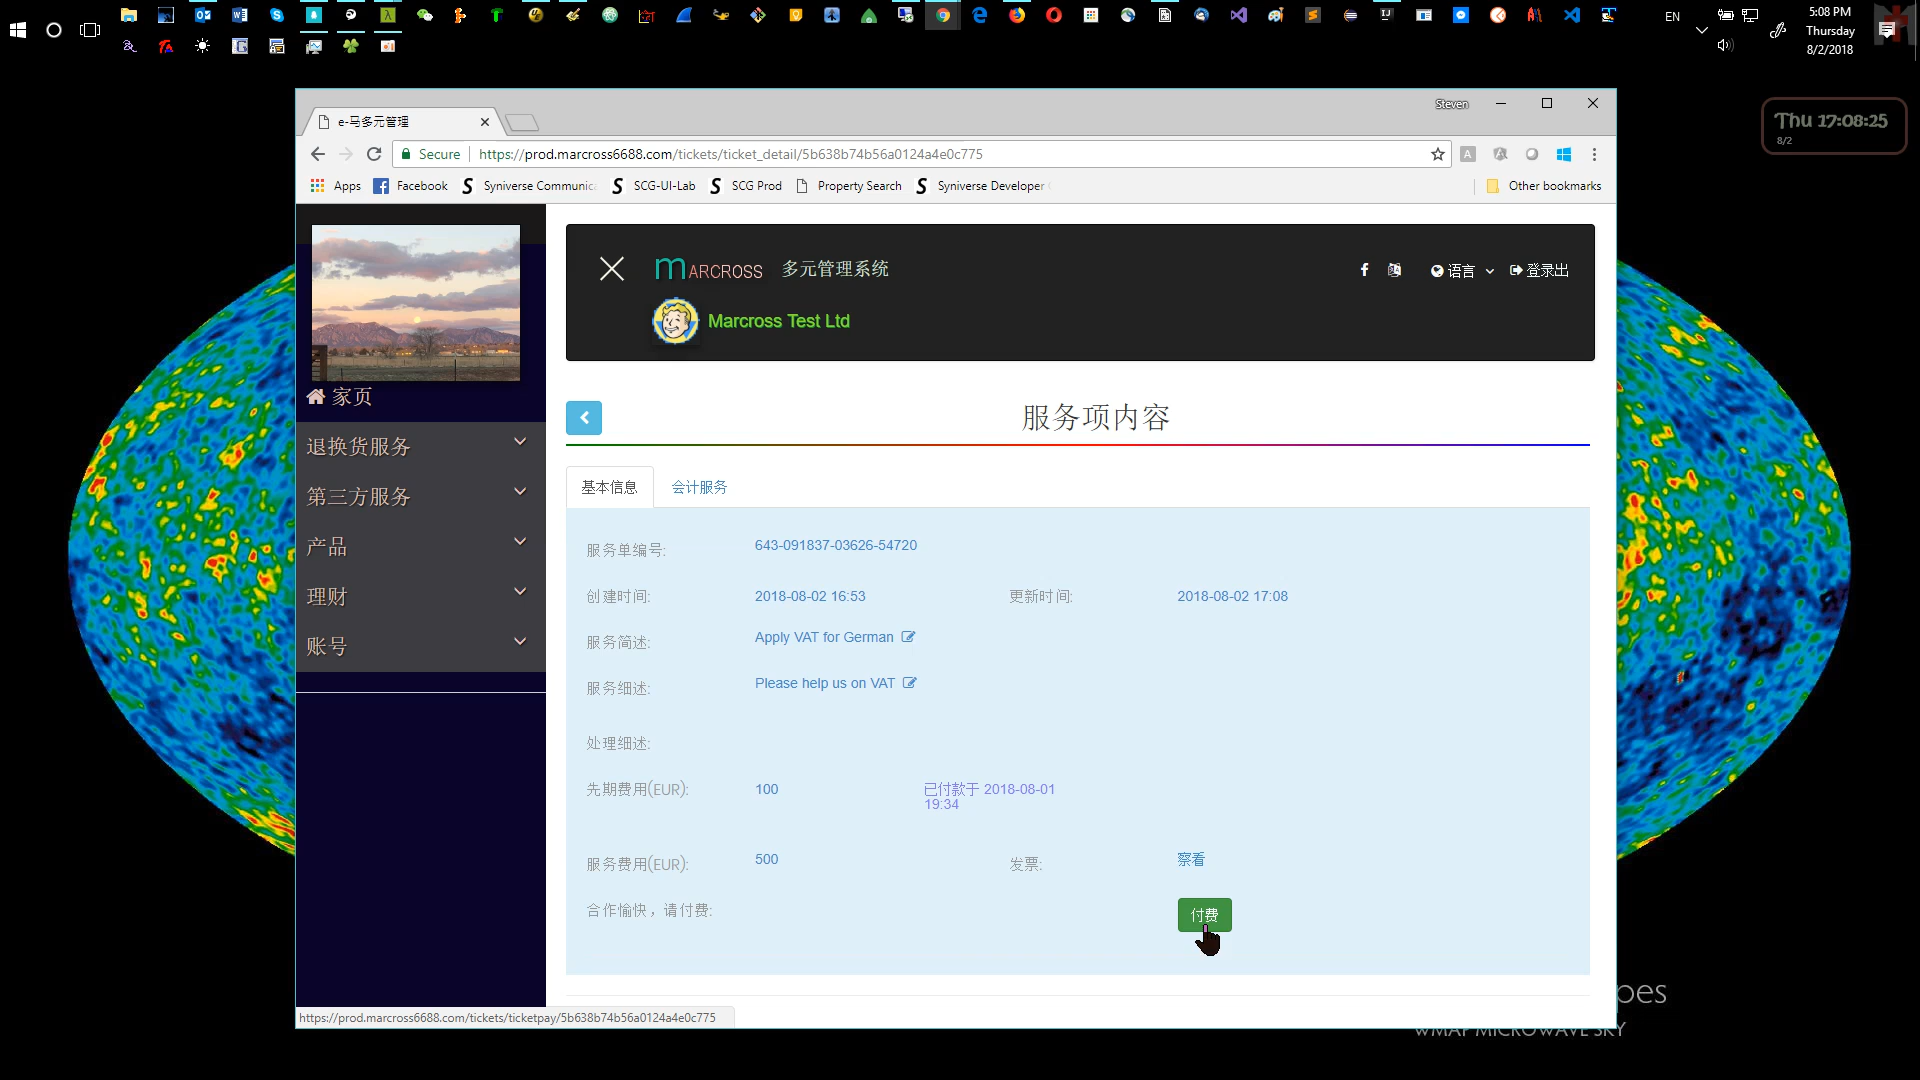 EN
5:08 PM
Thursday
8/2/2018
Thu 17:08:25
8/2
Steven
e-马多元管理
Secure
https://prod.marcross6688.com/tickets/ticket_detail/5b638b74b56a0124a4e0c775
Apps
Facebook
Syniverse Communic
SCG-UI-Lab
SCG Prod
Property Search
Syniverse Developer
Other bookmarks
mARCROSS 多元管理系统
语言
登录出
Marcross Test Ltd
家页
退换货服务
第三方服务
产品
理财
账号
服务项内容
基本信息
会计服务
服务单编号: 643-091837-03626-54720
创建时间: 2018-08-02 16:53 更新时间: 2018-08-02 17:08
服务简述: Apply VAT for German
服务细述: Please help us on VAT
处理细述:
先期费用(EUR): 100 已付款于 2018-08-01
19:34
服务费用(EUR): 500 发票: 察看
合作愉快，请付费: 付费
https://prod.marcross6688.com/tickets/ticketpay/5b638b74b56a0124a4e0c775
WMAP MICROWAVE SKY